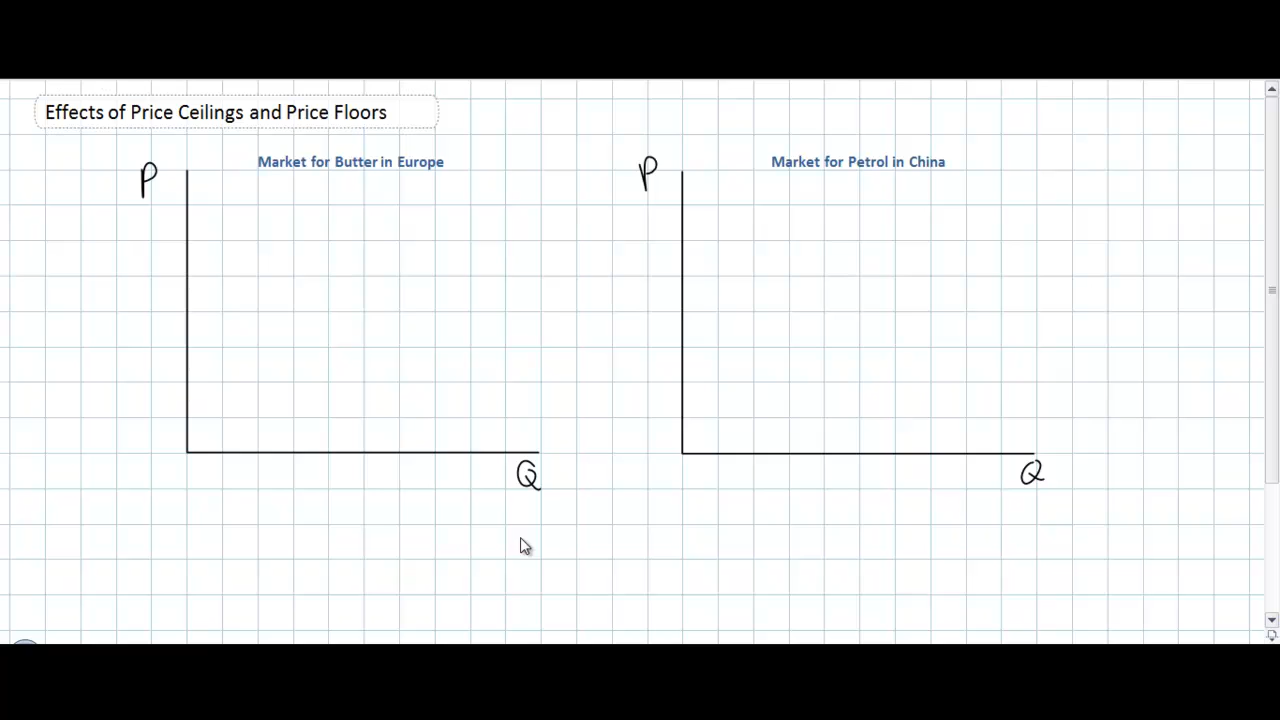 Effects of Price Ceilings and Price Floors
Market for Butter in Europe
Market for Petrol in China
P
P
Q
Q